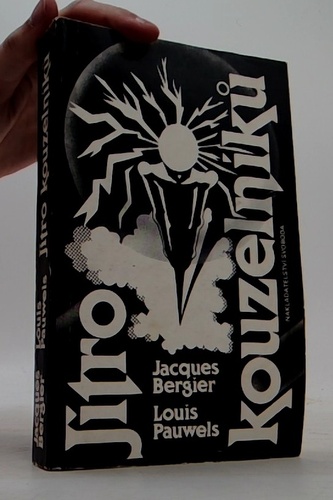 Jitro
kouzelníků
Jacques
Bergier
Louis
Pauwels
NAKLADATELSTVÍ SVOBODA
Jacques
Bergier
Louis
Pauwels
Jitro kouzelníků